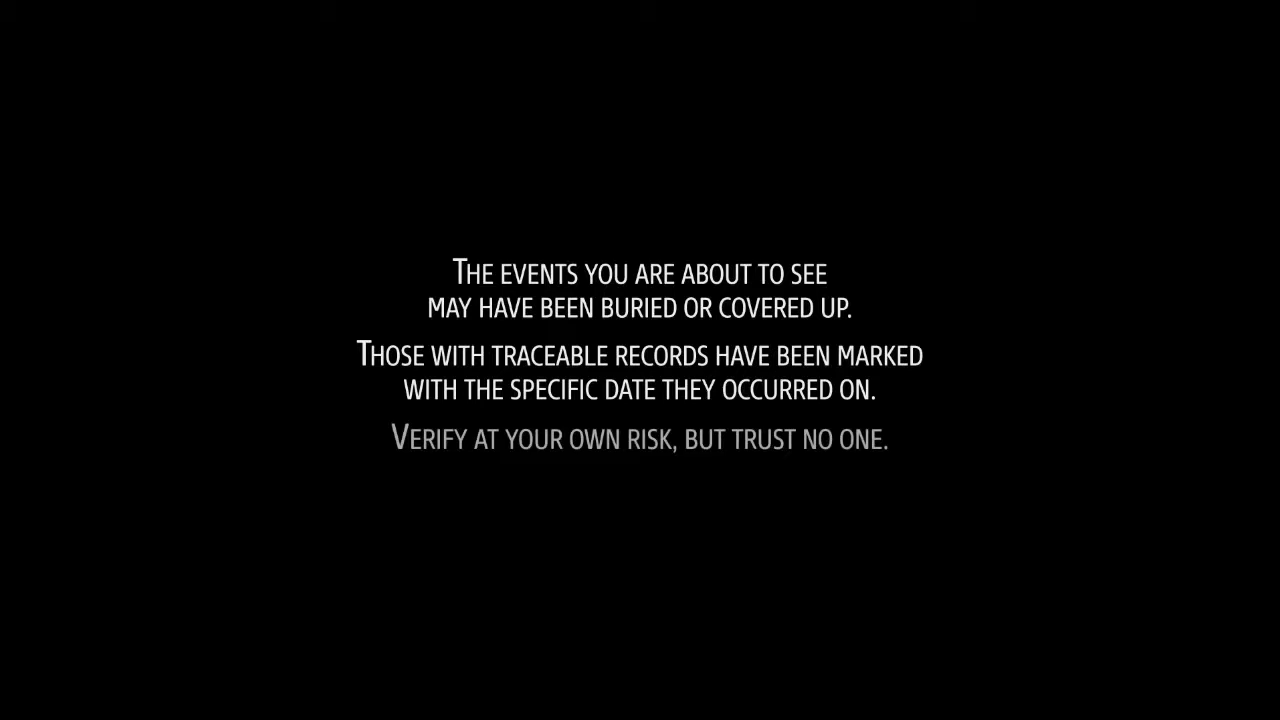 THE EVENTS YOU ARE ABOUT TO SEE
MAY HAVE BEEN BURIED OR COVERED UP.
THOSE WITH TRACEABLE RECORDS HAVE BEEN MARKED
WITH THE SPECIFIC DATE THEY OCCURRED ON.
VERIFY AT YOUR OWN RISK, BUT TRUST NO ONE.